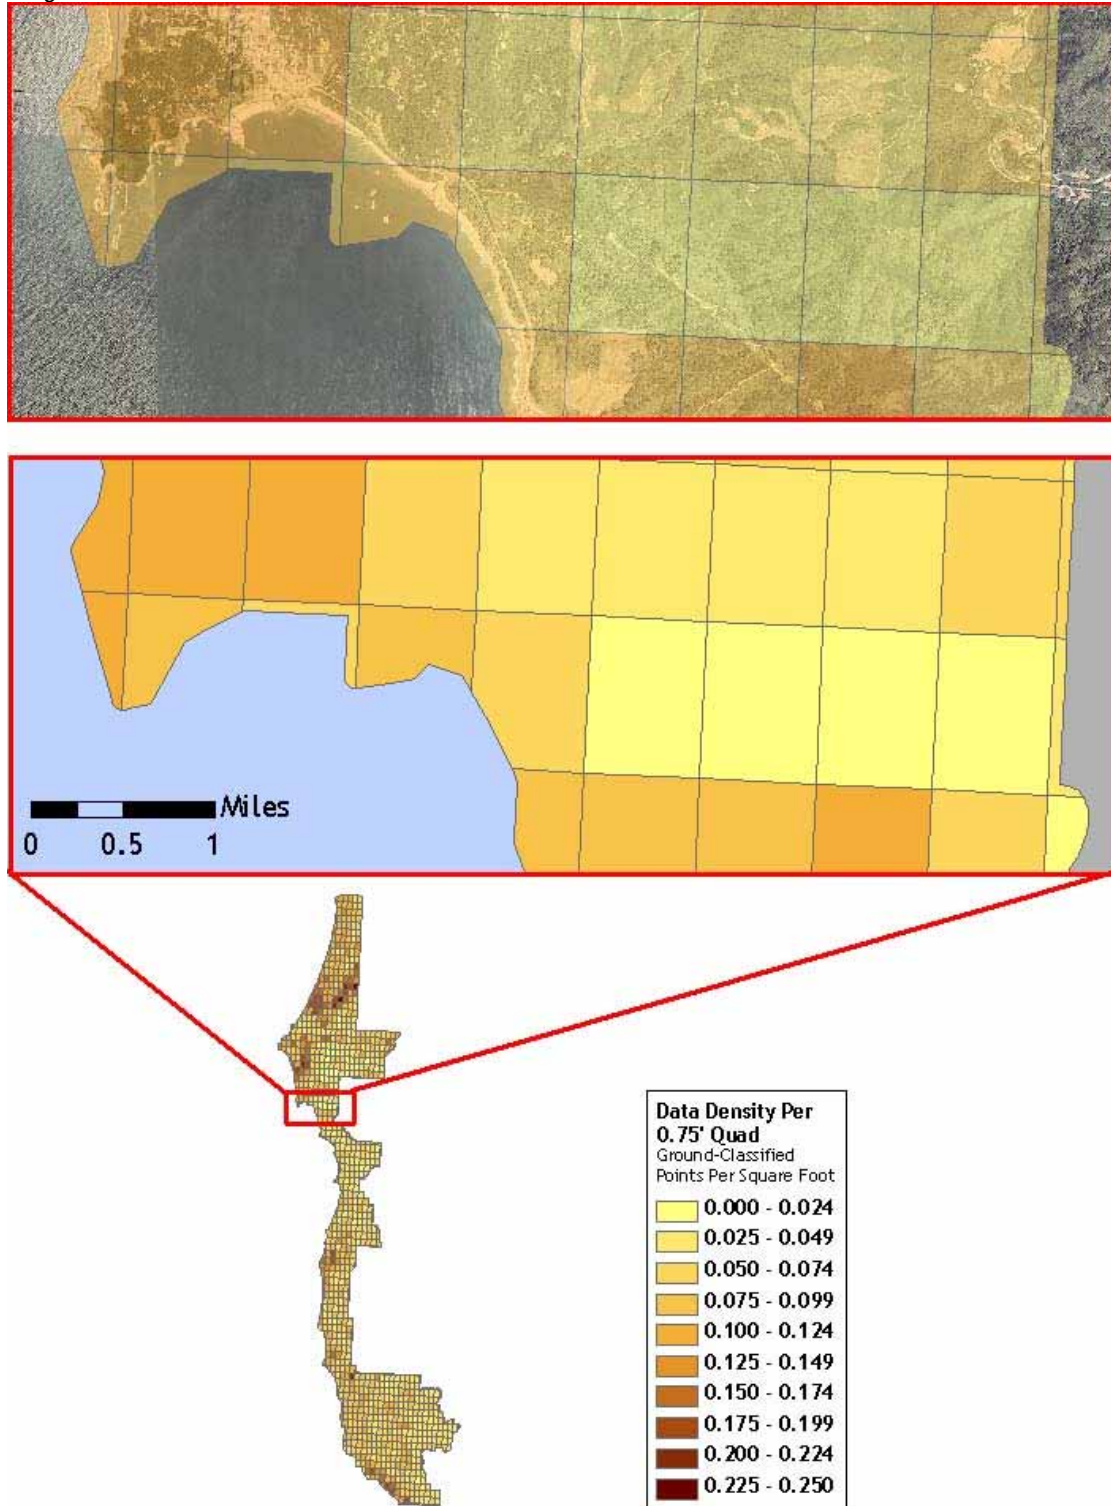 Miles
0 0.5 1
Data Density Per
0.75' Quad
Ground-Classified
Points Per Square Foot
0.000 - 0.024
0.025 - 0.049
0.050 - 0.074
0.075 - 0.099
0.100 - 0.124
0.125 - 0.149
0.150 - 0.174
0.175 - 0.199
0.200 - 0.224
0.225 - 0.250